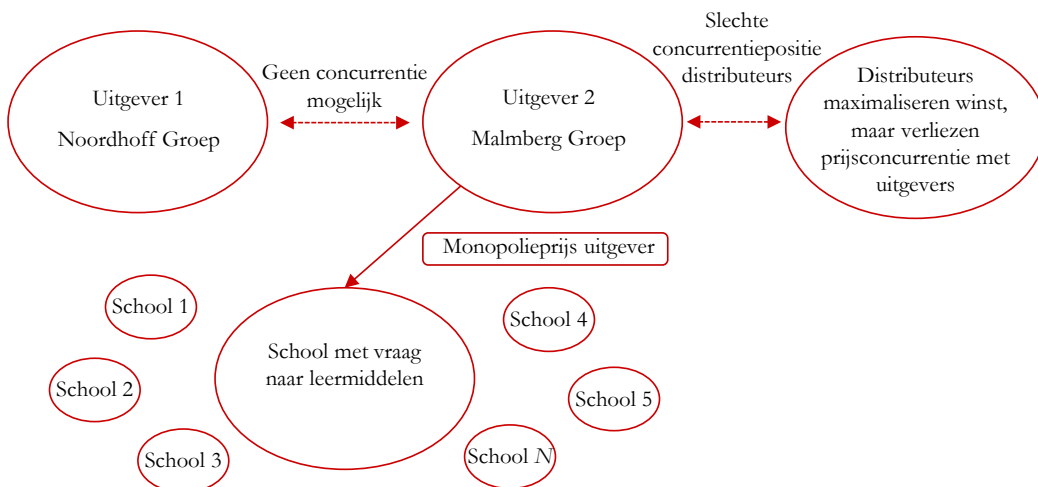 Uitgever 1
Noordhoff Groep
Geen concurrentie
mogelijk
Uitgever 2
Malmberg Groep
Slechte
concurrentiepositie
distributeurs
Distributeurs
maximaliseren winst,
maar verliezen
prijsconcurrentie met
uitgevers
Monopolieprijs uitgever
School 1
School 2
School 3
School met vraag
naar leermiddelen
School 4
School 5
School N